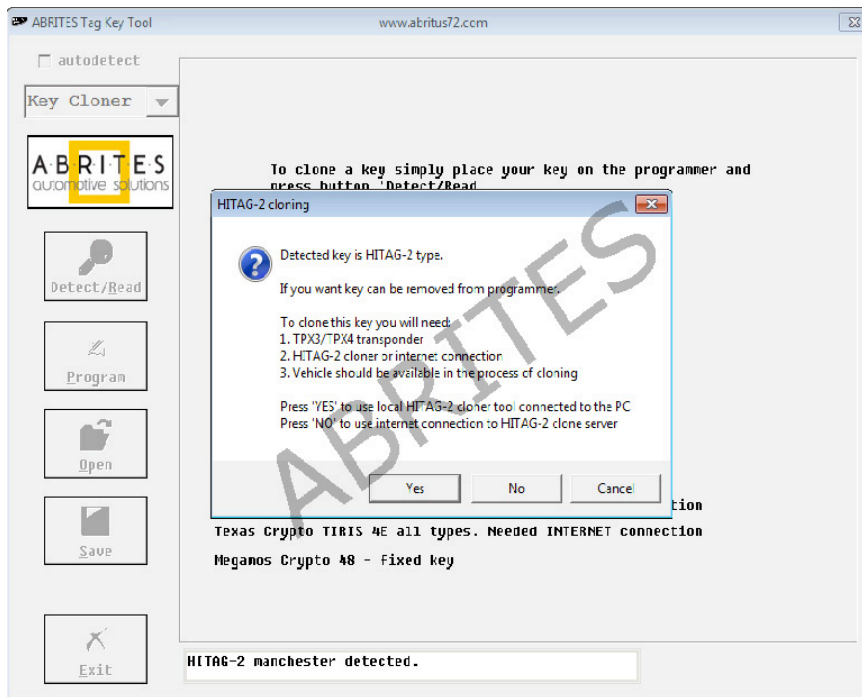 ABRITES Tag Key Tool
www.abritus72.com
autodetect
Key Cloner
A·B·R·I·T·E·S
automotive solutions
Detect/Read
Program
Open
Save
Exit
To clone a key simply place your key on the programmer and
press button 'Detect/Read
HITAG-2 cloning
Detected key is HITAG-2 type.
If you want key can be removed from programmer.
To clone this key you will need:
1. TPX3/TPX4 transponder
2. HITAG-2 cloner or internet connection
3. Vehicle should be available in the process of cloning
Press 'YES' to use local HITAG-2 cloner tool connected to the PC
Press 'NO' to use internet connection to HITAG-2 clone server
Yes
No
Cancel
ABRITES
tion
Texas Crypto TIRIS 4E all types. Needed INTERNET connection
Megamos Crypto 48 - fixed key
HITAG-2 manchester detected.